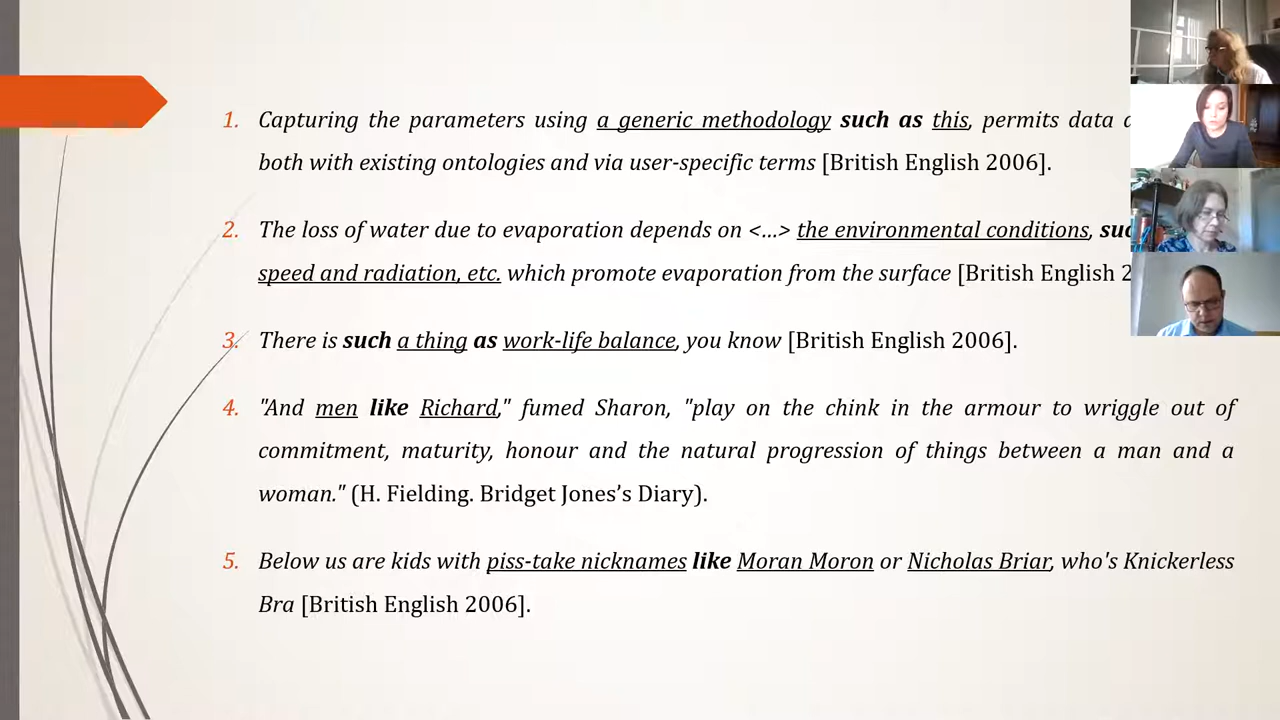 1. Capturing the parameters using a generic methodology such as this, permits data
both with existing ontologies and via user-specific terms [British English 2006].
2. The loss of water due to evaporation depends on <...> the environmental conditions,
speed and radiation, etc. which promote evaporation from the surface [British English
3. There is such a thing as work-life balance, you know [British English 2006].
4. "And men like Richard," fumed Sharon, "play on the chink in the armour to wriggle out of
commitment, maturity, honour and the natural progression of things between a man and a
woman." (H. Fielding. Bridget Jones’s Diary).
5. Below us are kids with piss-take nicknames like Moran Moron or Nicholas Briar, who's Knickerless
Bra [British English 2006].